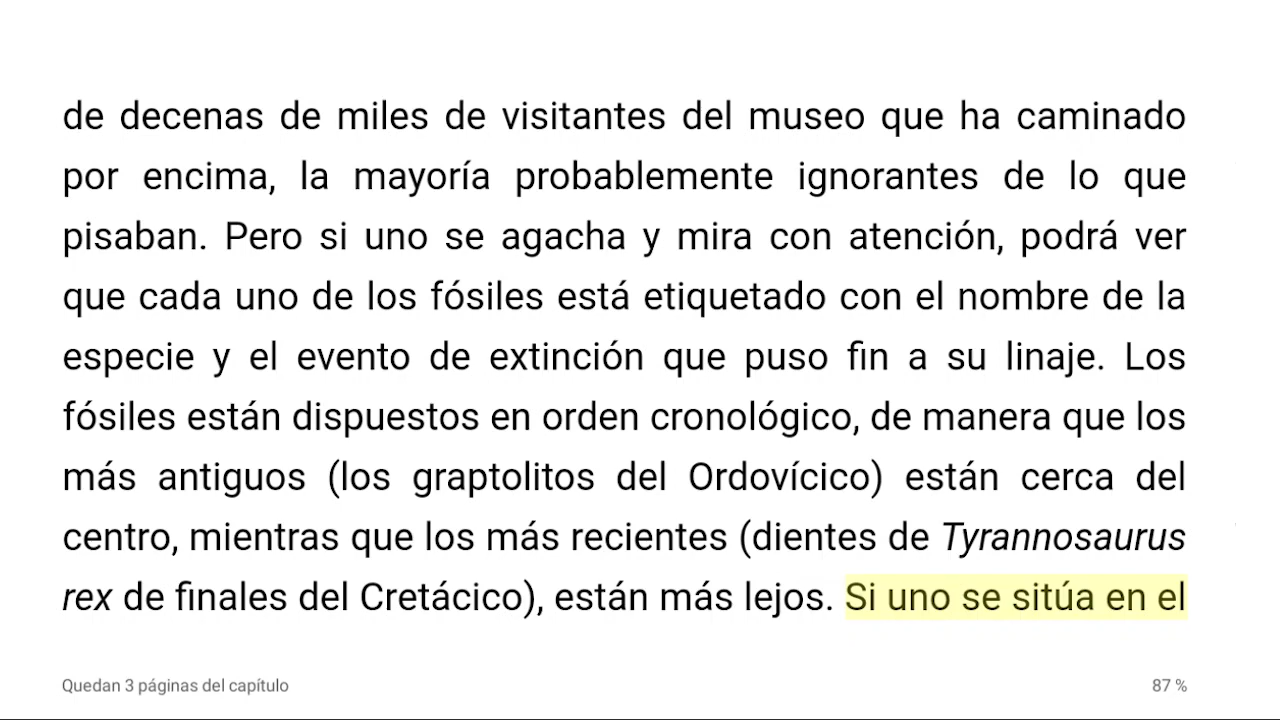 de decenas de miles de visitantes del museo que ha caminado
por encima, la mayoría probablemente ignorantes de lo que
pisaban. Pero si uno se agacha y mira con atención, podrá ver
que cada uno de los fósiles está etiquetado con el nombre de la
especie y el evento de extinción que puso fin a su linaje. Los
fósiles están dispuestos en orden cronológico, de manera que los
más antiguos (los graptolitos del Ordovícico) están cerca del
centro, mientras que los más recientes (dientes de Tyrannosaurus
rex de finales del Cretácico), están más lejos. Si uno se sitúa en el
Quedan 3 páginas del capítulo 87 %